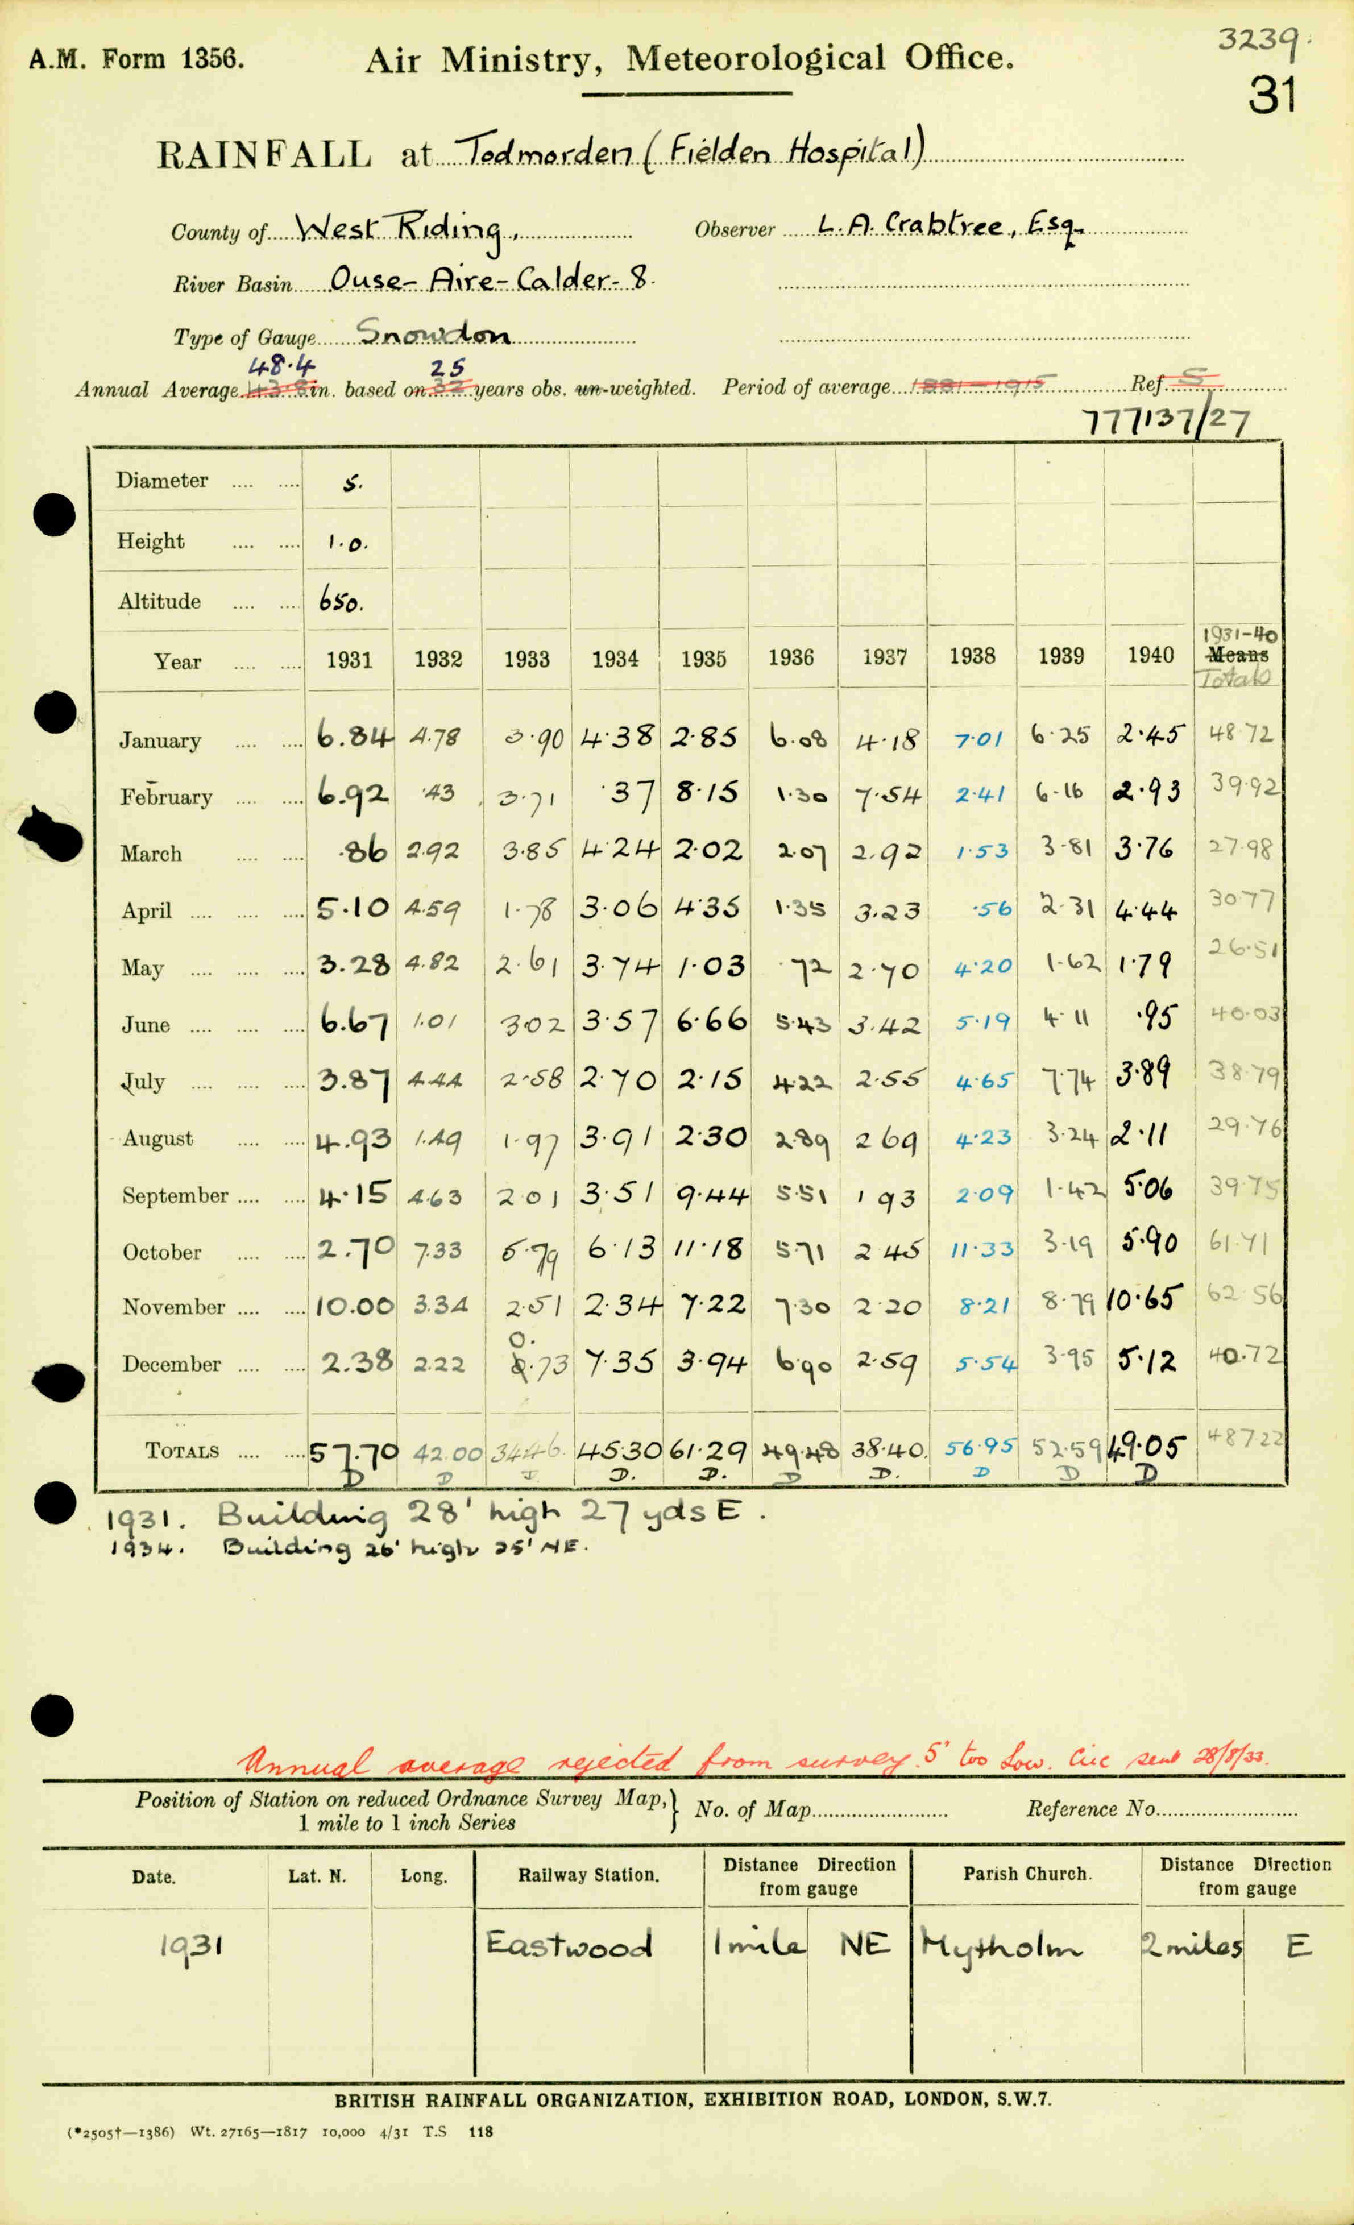 3239.
31
A.M. Form 1356.
Air Ministry, Meteorological Office.
RAINFALL at Todmorden (Fielden Hospital)
County of West Riding, Observer L. A. Crabtree, Esq.
River Basin Ouse-Aire-Calder-8.
Type of Gauge Snowdon
48.4 25
Annual Average 43.8 in. based on 32 years obs. un-weighted. Period of average 1881-1915 Ref. S
777137/27
Diameter 5.
Height 1.0.
Altitude 650.
1931-40
Year 1931 1932 1933 1934 1935 1936 1937 1938 1939 1940 Means
Totals
January 6.84 4.78 3.90 4.38 2.85 6.08 4.18 7.01 6.25 2.45 48.72
February 6.92 .43 3.71 .37 8.15 1.30 7.54 2.41 6.16 2.93 39.92
March .86 2.92 3.85 4.24 2.02 2.07 2.92 1.53 3.81 3.76 27.98
April 5.10 4.59 1.78 3.06 4.35 1.35 3.23 .56 2.31 4.44 30.77
May 3.28 4.82 2.61 3.74 1.03 .72 2.70 4.20 1.62 1.79 26.51
June 6.67 1.01 3.02 3.57 6.66 5.43 3.42 5.19 4.11 .95 40.03
July 3.87 4.44 2.58 2.70 2.15 4.22 2.55 4.65 7.74 3.89 38.79
August 4.93 1.49 1.97 3.91 2.30 2.89 2.69 4.23 3.24 2.11 29.76
September 4.15 4.63 2.01 3.51 9.44 5.51 1.93 2.09 1.42 5.06 39.75
October 2.70 7.33 5.79 6.13 11.18 5.71 2.45 11.33 3.19 5.90 61.71
November 10.00 3.34 2.51 2.34 7.22 7.30 2.20 8.21 8.79 10.65 62.56
December 2.38 2.22 0.73 7.35 3.94 6.90 2.59 5.54 3.95 5.12 40.72
TOTALS 57.70 42.00 34.46 45.30 61.29 49.48 38.40 56.95 52.59 49.05 487.22
D D D D. D. D D. D D D
1931. Building 28' high 27 yds E.
1934. Building 26' high 25' NE.
Annual average rejected from survey. 5" too low. Circ sent 28/8/33.
Position of Station on reduced Ordnance Survey Map, 1 mile to 1 inch Series } No. of Map Reference No.
Date. Lat. N. Long. Railway Station. Distance Direction from gauge Parish Church. Distance Direction from gauge
1931 Eastwood 1 mile NE Mytholm 2 miles E
BRITISH RAINFALL ORGANIZATION, EXHIBITION ROAD, LONDON, S.W.7.
(*2505†—1386) Wt. 27165—1817 10,000 4/31 T.S 118